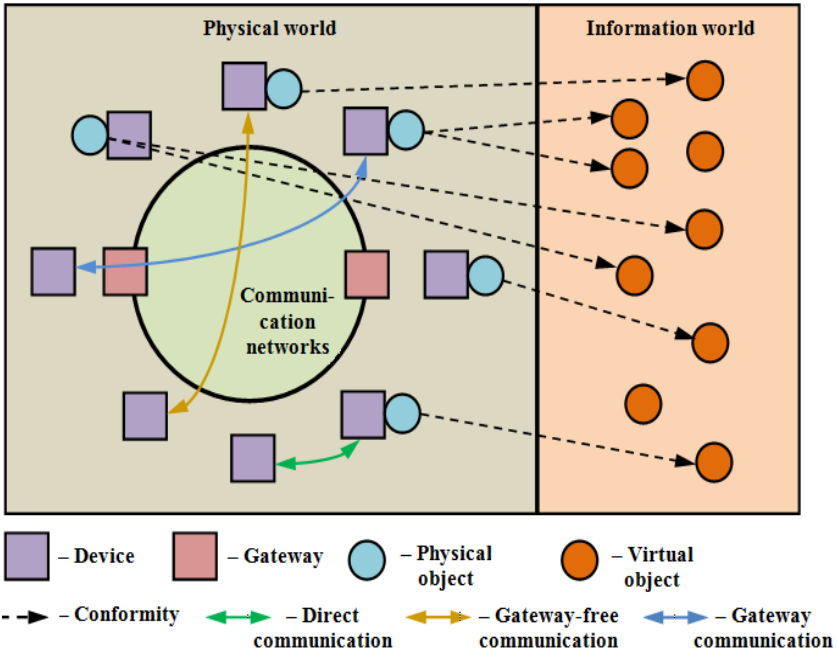 Physical world
Information world
Communi-
cation
networks
– Device
– Gateway
– Physical
object
– Virtual
object
– Conformity
– Direct
communication
– Gateway-free
communication
– Gateway
communication